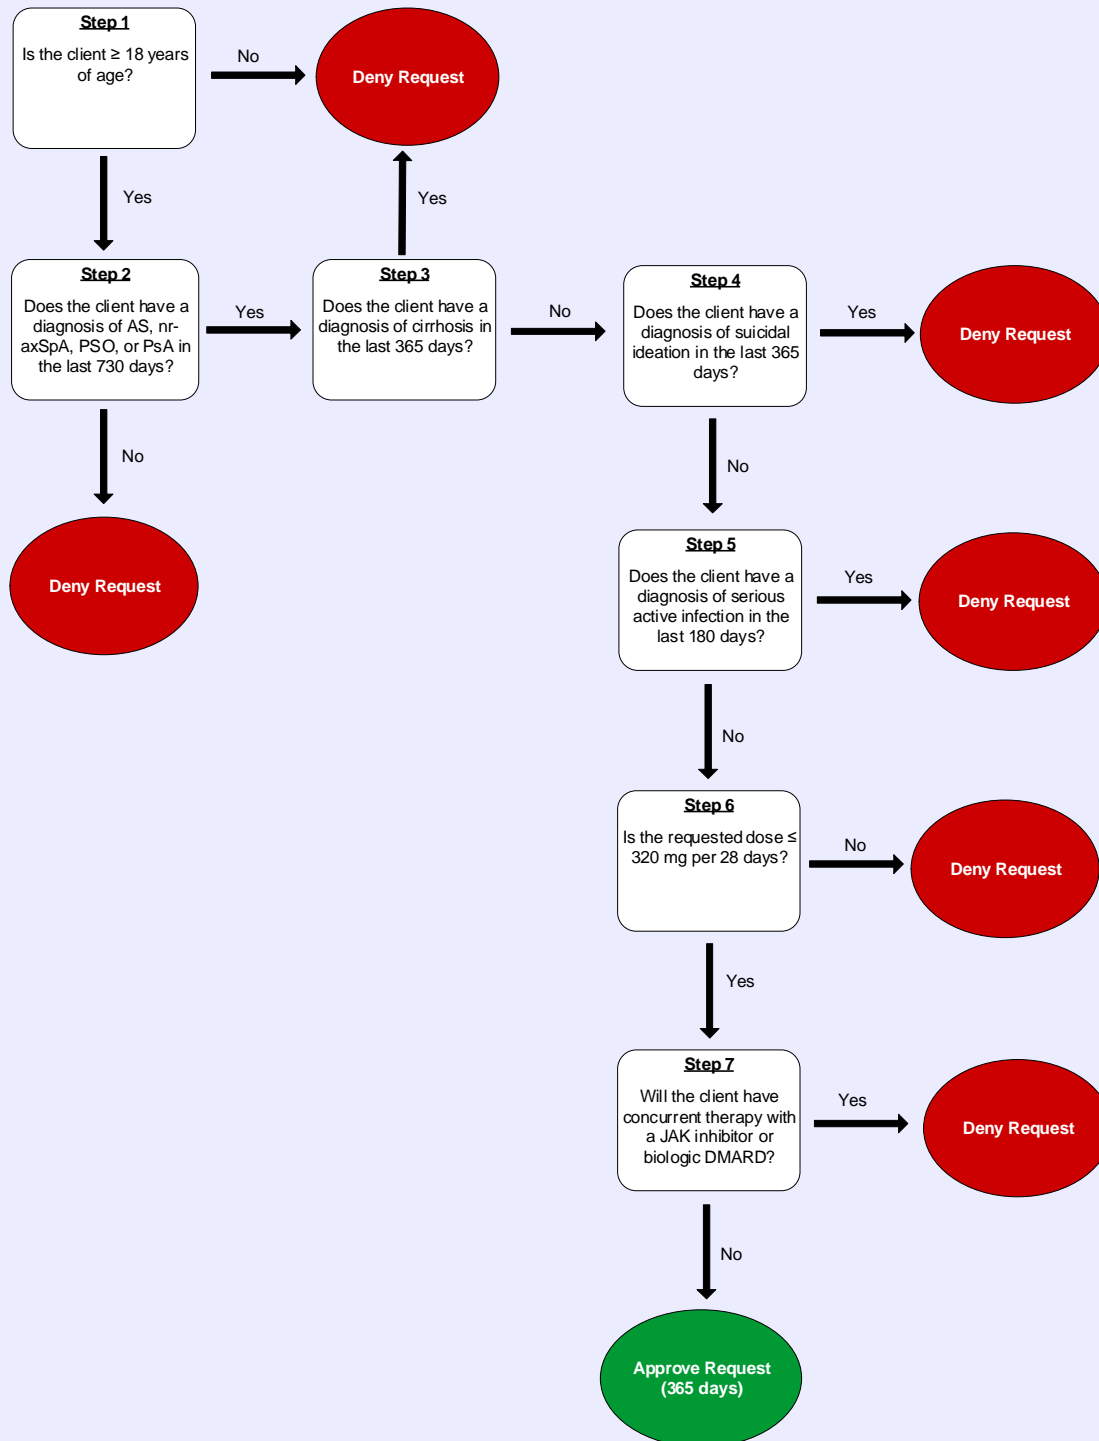 Step 1
Is the client ≥ 18 years
of age?
No
Deny Request
Yes
Yes
Step 2
Does the client have a
diagnosis of AS, nr-
axSpA, PSO, or PsA in
the last 730 days?
Yes
Step 3
Does the client have a
diagnosis of cirrhosis in
the last 365 days?
No
Step 4
Does the client have a
diagnosis of suicidal
ideation in the last 365
days?
Yes
Deny Request
No
No
Deny Request
Step 5
Does the client have a
diagnosis of serious
active infection in the
last 180 days?
Yes
Deny Request
No
Step 6
Is the requested dose ≤
320 mg per 28 days?
No
Deny Request
Yes
Step 7
Will the client have
concurrent therapy with
a JAK inhibitor or
biologic DMARD?
Yes
Deny Request
No
Approve Request
(365 days)